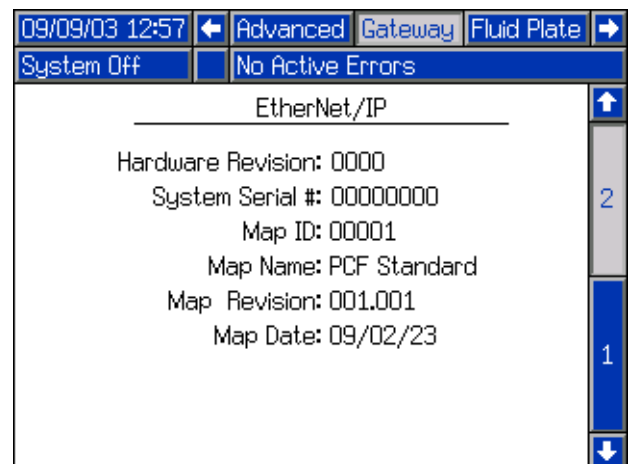 09/09/03 12:57 Advanced Gateway Fluid Plate
System Off No Active Errors
EtherNet/IP
Hardware Revision: 0000
System Serial #: 00000000
Map ID: 00001
Map Name: PCF Standard
Map Revision: 001.001
Map Date: 09/02/23
2
1